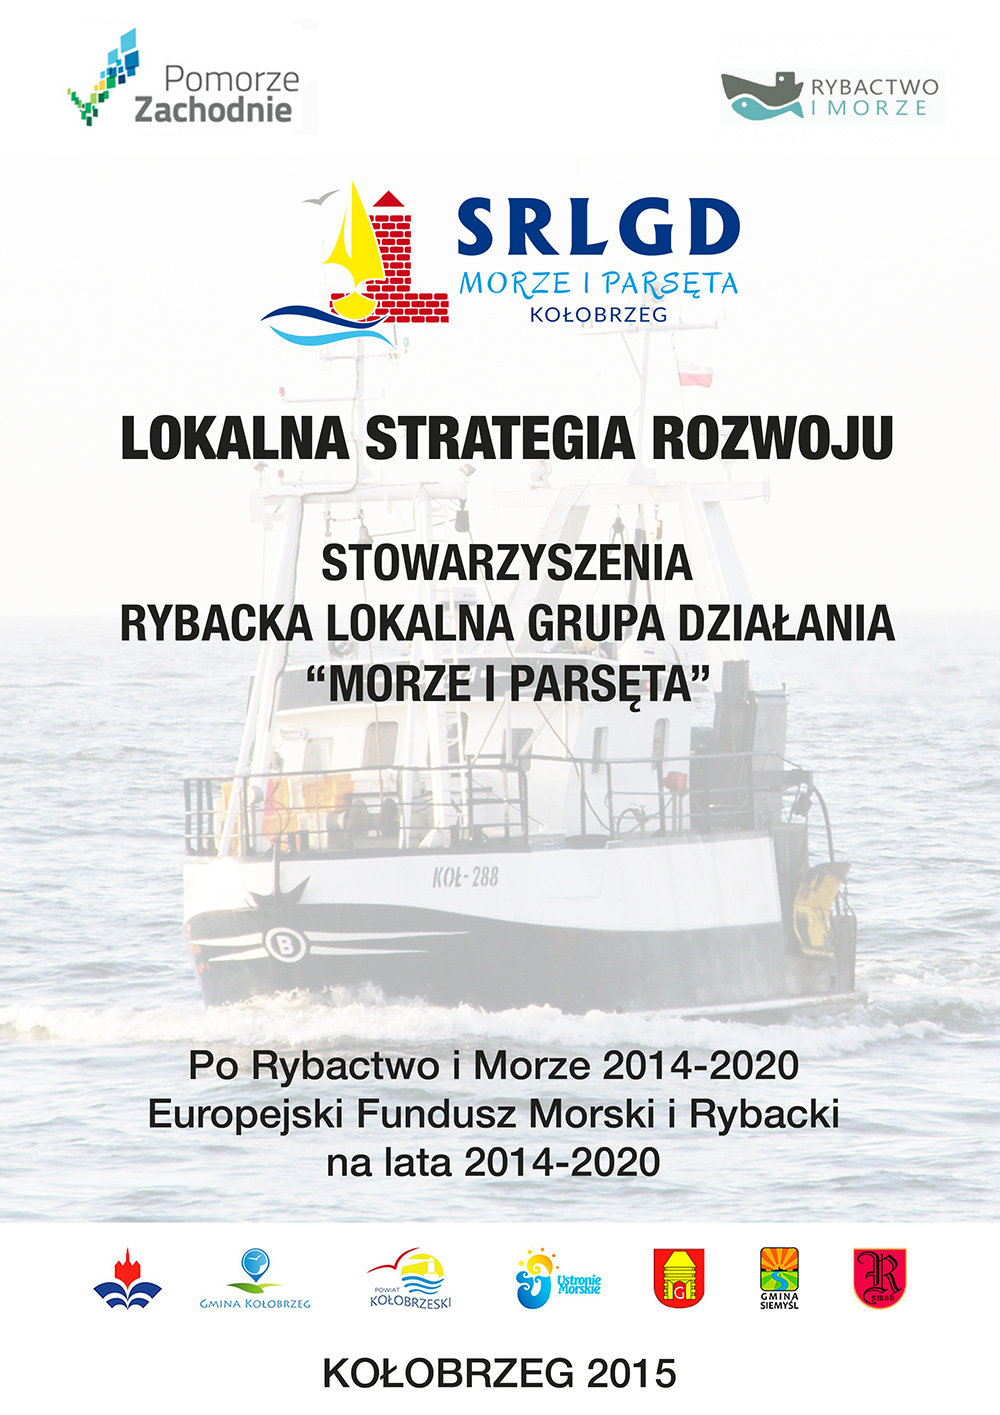 Pomorze
Zachodnie
RYBACTWO
I MORZE
SRLGD
MORZE I PARSĘTA
KOŁOBRZEG
LOKALNA STRATEGIA ROZWOJU
STOWARZYSZENIA
RYBACKA LOKALNA GRUPA DZIAŁANIA
“MORZE I PARSĘTA”
KOŁ-288
B
Po Rybactwo i Morze 2014-2020
Europejski Fundusz Morski i Rybacki
na lata 2014-2020
GMINA KOŁOBRZEG
POWIAT
KOŁOBRZESKI
Ustronie
Morskie
G
GMINA
SIEMYŚL
R
KOŁOBRZEG 2015